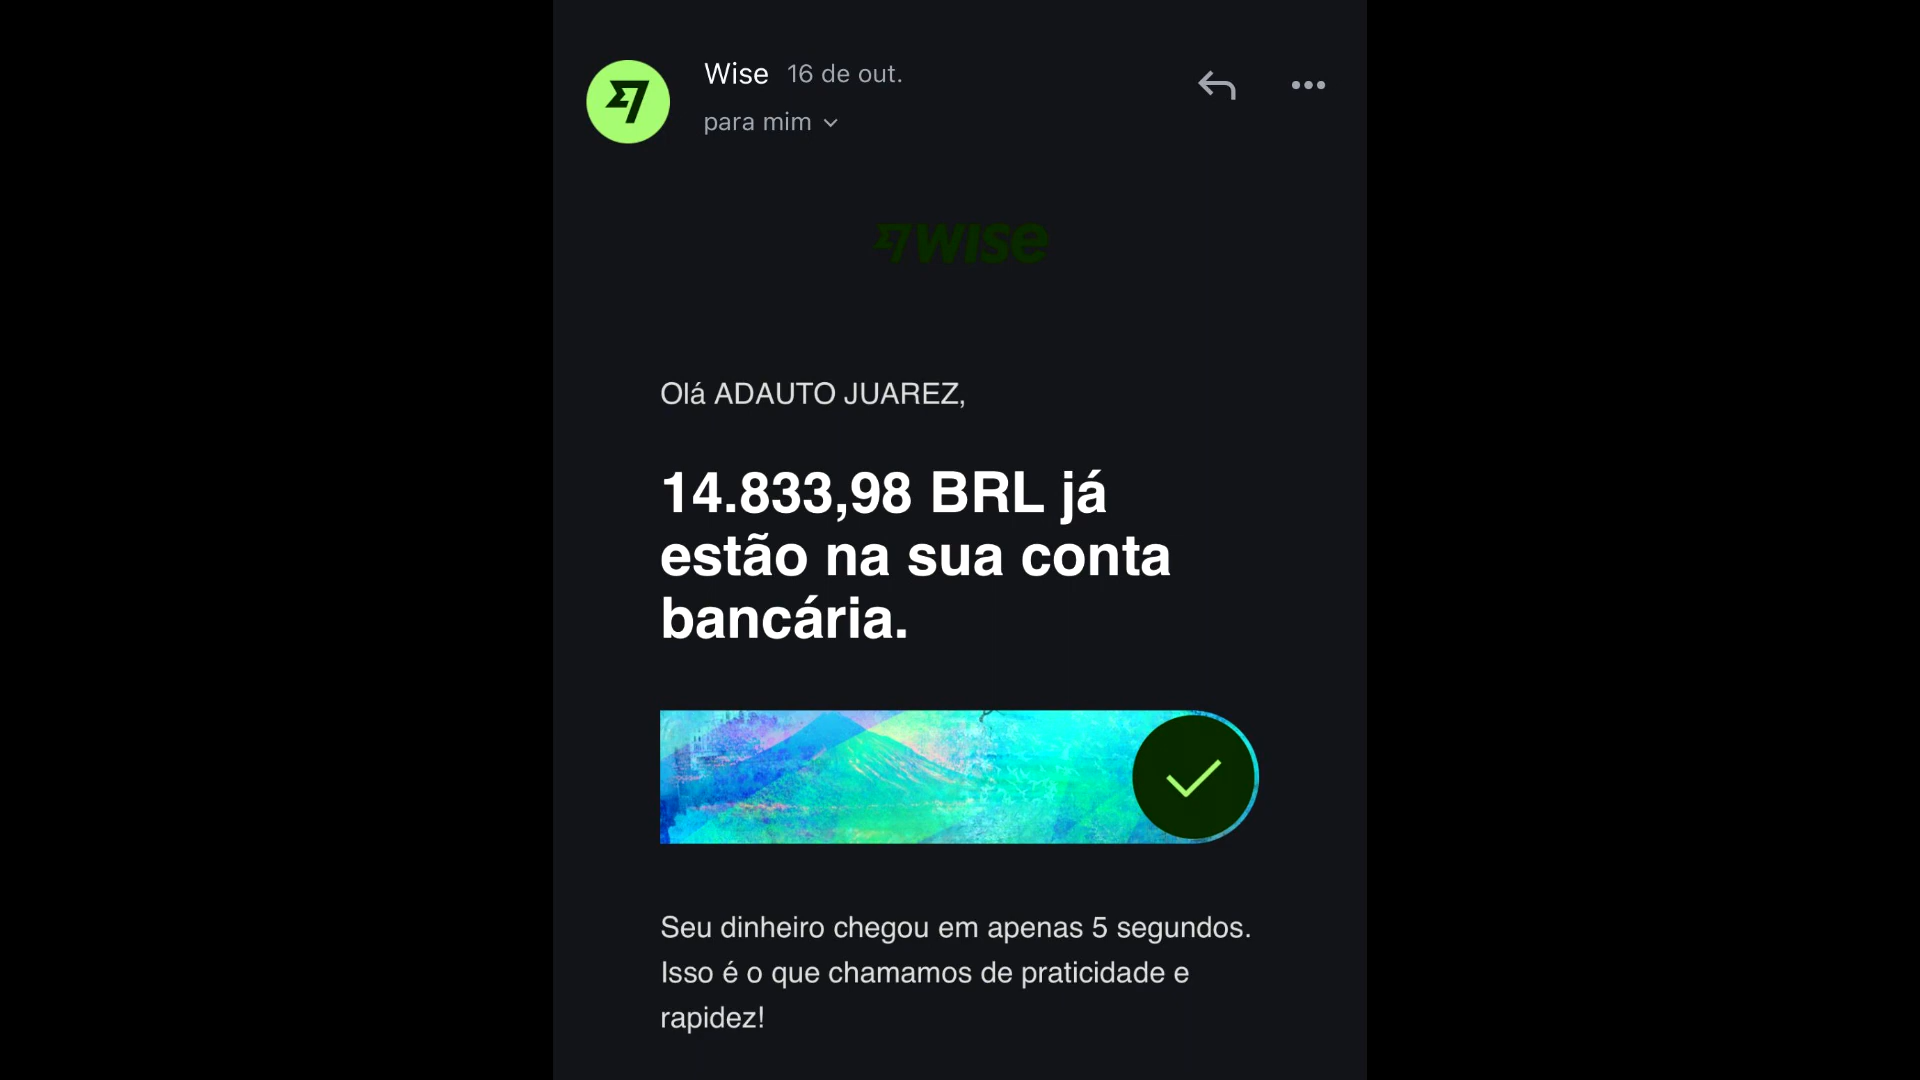 Wise 16 de out.
para mim
wise
Olá ADAUTO JUAREZ,
14.833,98 BRL já
estão na sua conta
bancária.
Seu dinheiro chegou em apenas 5 segundos.
Isso é o que chamamos de praticidade e
rapidez!